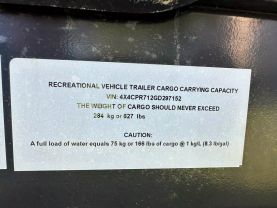 RECREATIONAL VEHICLE TRAILER CARGO CARRYING CAPACITY
VIN: 4X4CPR712GD297152
THE WEIGHT OF CARGO SHOULD NEVER EXCEED
284 kg or 627 lbs
CAUTION:
A full load of water equals 75 kg or 166 lbs of cargo @ 1 kg/L (8.3 lb/gal)